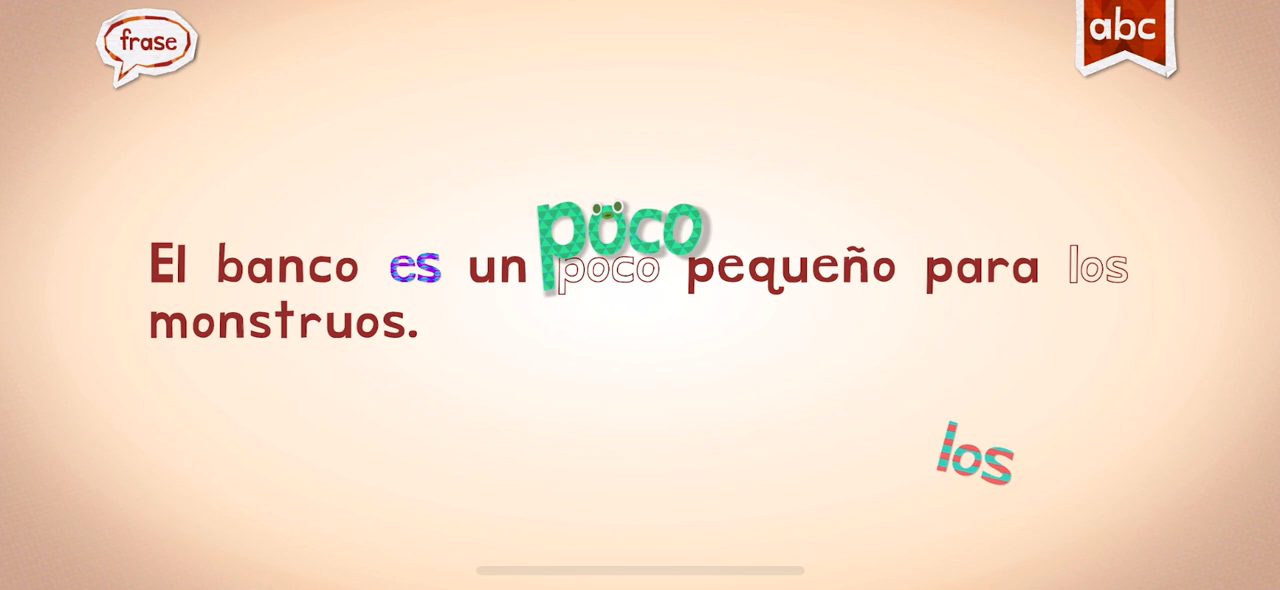 frase
abc
poco
El banco es un poco pequeño para los
monstruos.
los